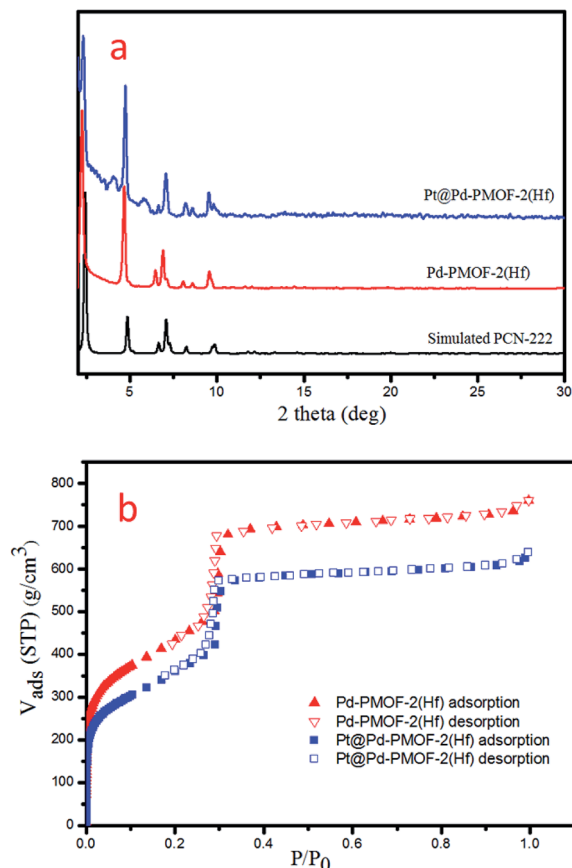 a
Pt@Pd-PMOF-2(Hf)
Pd-PMOF-2(Hf)
Simulated PCN-222
5 10 15 20 25 30
2 theta (deg)
b
800
700
600
500
400
300
200
100
0
V_ads (STP) (g/cm³)
Pd-PMOF-2(Hf) adsorption
Pd-PMOF-2(Hf) desorption
Pt@Pd-PMOF-2(Hf) adsorption
Pt@Pd-PMOF-2(Hf) desorption
0.0 0.2 0.4 0.6 0.8 1.0
P/P₀